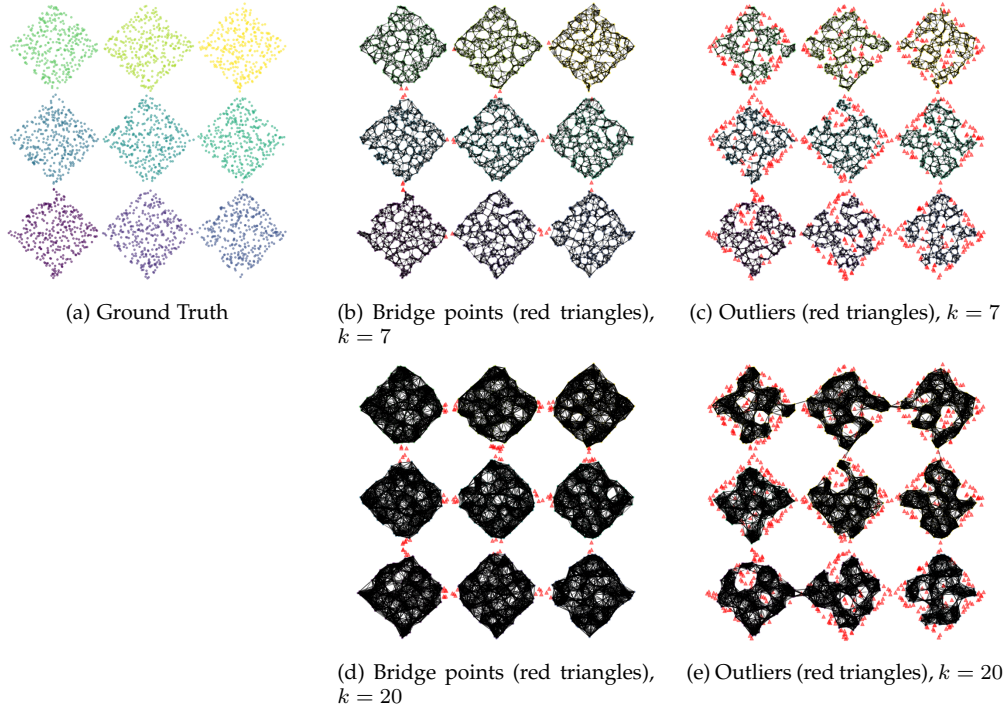 (a) Ground Truth
(b) Bridge points (red triangles),
k = 7
(c) Outliers (red triangles), k = 7
(d) Bridge points (red triangles),
k = 20
(e) Outliers (red triangles), k = 20